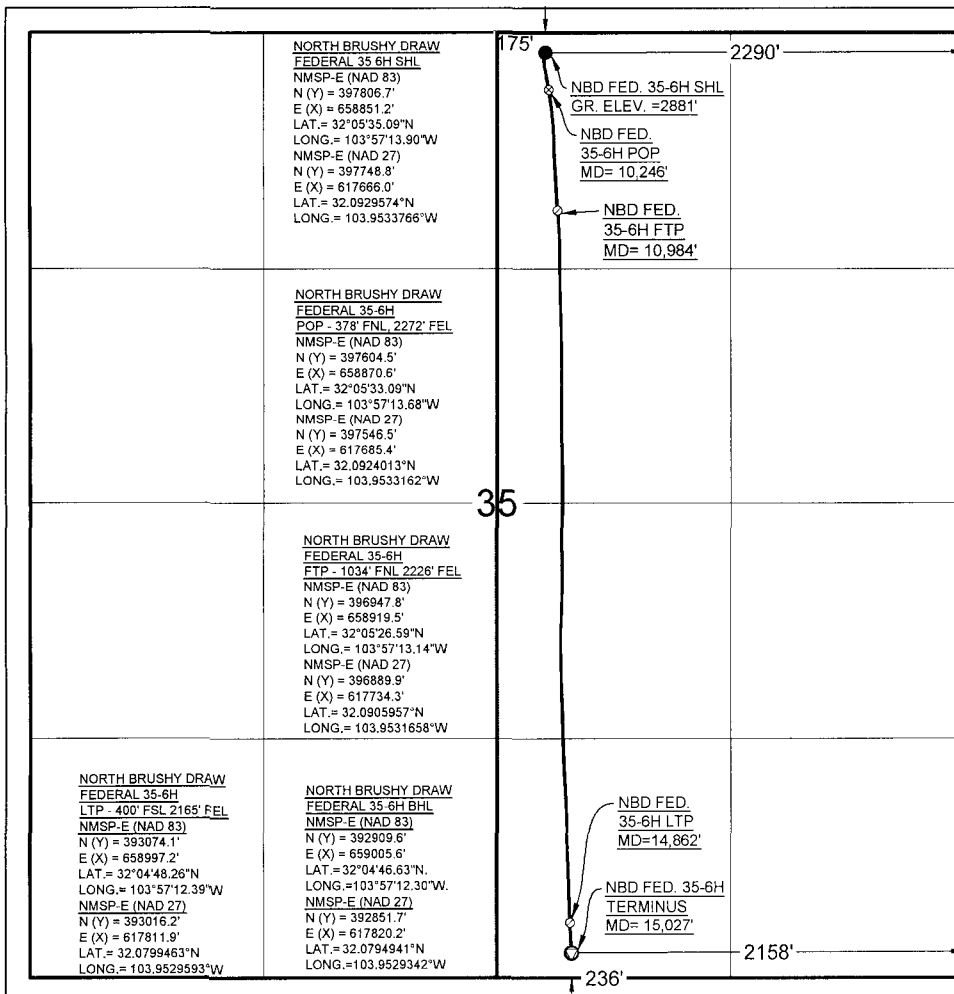 175'
2290'
NORTH BRUSHY DRAW
FEDERAL 35 6H SHL
NMSP-E (NAD 83)
N (Y) = 397806.7'
E (X) = 658851.2'
LAT.= 32°05'35.09"N
LONG.= 103°57'13.90"W
NMSP-E (NAD 27)
N (Y) = 397748.8'
E (X) = 617666.0'
LAT.= 32.0929574°N
LONG.= 103.9533766°W
NBD FED. 35-6H SHL
GR. ELEV. =2881'
NBD FED.
35-6H POP
MD= 10,246'
NBD FED.
35-6H FTP
MD= 10,984'
NORTH BRUSHY DRAW
FEDERAL 35-6H
POP - 378' FNL, 2272' FEL
NMSP-E (NAD 83)
N (Y) = 397604.5'
E (X) = 658870.6'
LAT.= 32°05'33.09"N
LONG.= 103°57'13.68"W
NMSP-E (NAD 27)
N (Y) = 397546.5'
E (X) = 617685.4'
LAT.= 32.0924013°N
LONG.= 103.9533162°W
35
NORTH BRUSHY DRAW
FEDERAL 35-6H
FTP - 1034' FNL 2226' FEL
NMSP-E (NAD 83)
N (Y) = 396947.8'
E (X) = 658919.5'
LAT.= 32°05'26.59"N
LONG.= 103°57'13.14"W
NMSP-E (NAD 27)
N (Y) = 396889.9'
E (X) = 617734.3'
LAT.= 32.0905957°N
LONG.= 103.9531658°W
NORTH BRUSHY DRAW
FEDERAL 35-6H
LTP - 400' FSL 2165' FEL
NMSP-E (NAD 83)
N (Y) = 393074.1'
E (X) = 658997.2'
LAT.= 32°04'48.26"N
LONG.= 103°57'12.39"W
NMSP-E (NAD 27)
N (Y) = 393016.2'
E (X) = 617811.9'
LAT.= 32.0799463°N
LONG.= 103.9529593°W
NORTH BRUSHY DRAW
FEDERAL 35-6H BHL
NMSP-E (NAD 83)
N (Y) = 392909.6'
E (X) = 659005.6'
LAT.=32°04'46.63"N.
LONG.=103°57'12.30"W.
NMSP-E (NAD 27)
N (Y) = 392851.7'
E (X) = 617820.2'
LAT.= 32.0794941°N
LONG.=103.9529342°W
NBD FED.
35-6H LTP
MD=14,862'
NBD FED. 35-6H
TERMINUS
MD= 15,027'
2158'
236'